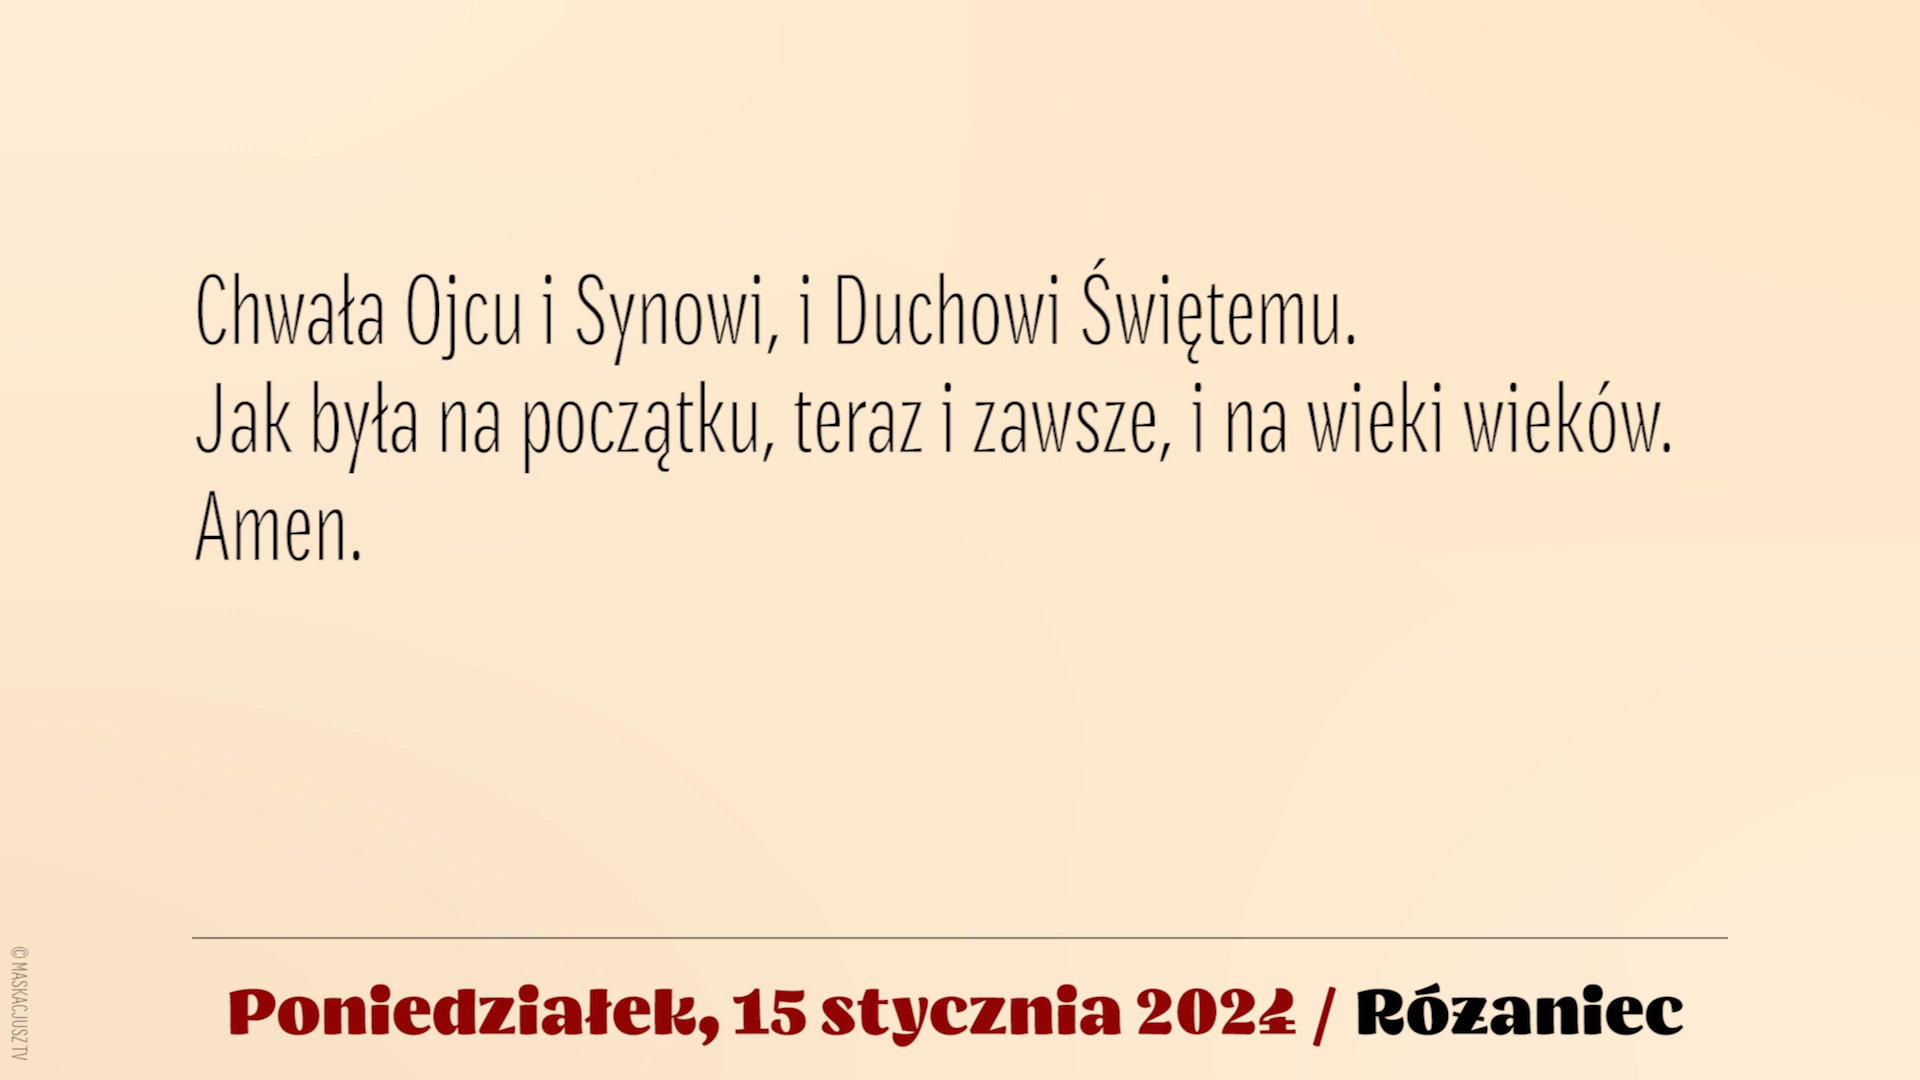 Chwała Ojcu i Synowi, i Duchowi Świętemu.
Jak była na początku, teraz i zawsze, i na wieki wieków.
Amen.
Poniedziałek, 15 stycznia 2024 / Różaniec
© MASKACJUSZ TV